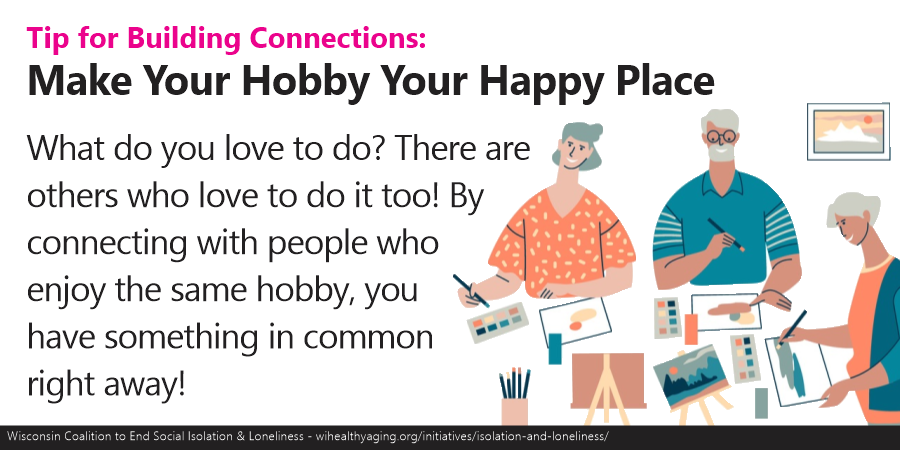 Tip for Building Connections:
Make Your Hobby Your Happy Place
What do you love to do? There are
others who love to do it too! By
connecting with people who
enjoy the same hobby, you
have something in common
right away!
Wisconsin Coalition to End Social Isolation & Loneliness - wihealthyaging.org/initiatives/isolation-and-loneliness/